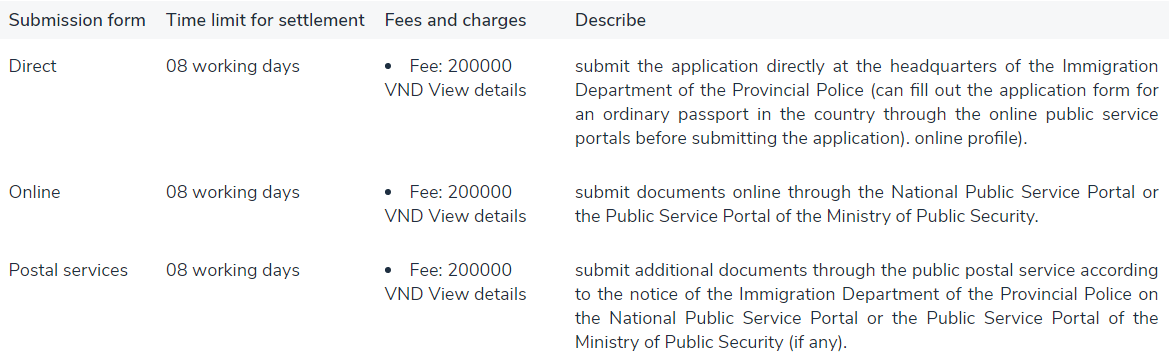 Submission form Time limit for settlement Fees and charges Describe
Direct 08 working days • Fee: 200000 submit the application directly at the headquarters of the Immigration
VND View details Department of the Provincial Police (can fill out the application form for
an ordinary passport in the country through the online public service
portals before submitting the application). online profile).
Online 08 working days • Fee: 200000 submit documents online through the National Public Service Portal or
VND View details the Public Service Portal of the Ministry of Public Security.
Postal services 08 working days • Fee: 200000 submit additional documents through the public postal service according
VND View details to the notice of the Immigration Department of the Provincial Police on
the National Public Service Portal or the Public Service Portal of the
Ministry of Public Security (if any).